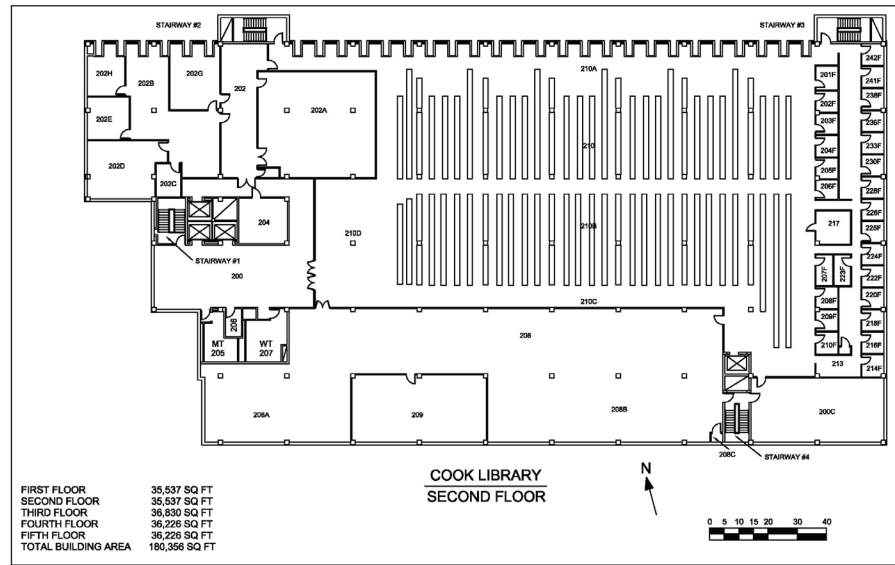 STAIRWAY #2
STAIRWAY #3
202H
202B
202G
202
210A
201F
242F
241F
202F
238F
202E
202A
203F
236F
210
204F
233F
202D
205F
230F
202C
206F
228F
204
226F
217
225F
210D
210B
STAIRWAY #1
224F
200
207F
223F
222F
210C
208F
220F
206
208
209F
218F
MT
205
WT
207
210F
216F
213
214F
208A
209
208B
200C
208C
STAIRWAY #4
COOK LIBRARY
SECOND FLOOR
N
FIRST FLOOR 35,537 SQ FT
SECOND FLOOR 35,537 SQ FT
THIRD FLOOR 36,830 SQ FT
FOURTH FLOOR 36,226 SQ FT
FIFTH FLOOR 36,226 SQ FT
TOTAL BUILDING AREA 180,356 SQ FT
0 5 10 15 20 30 40